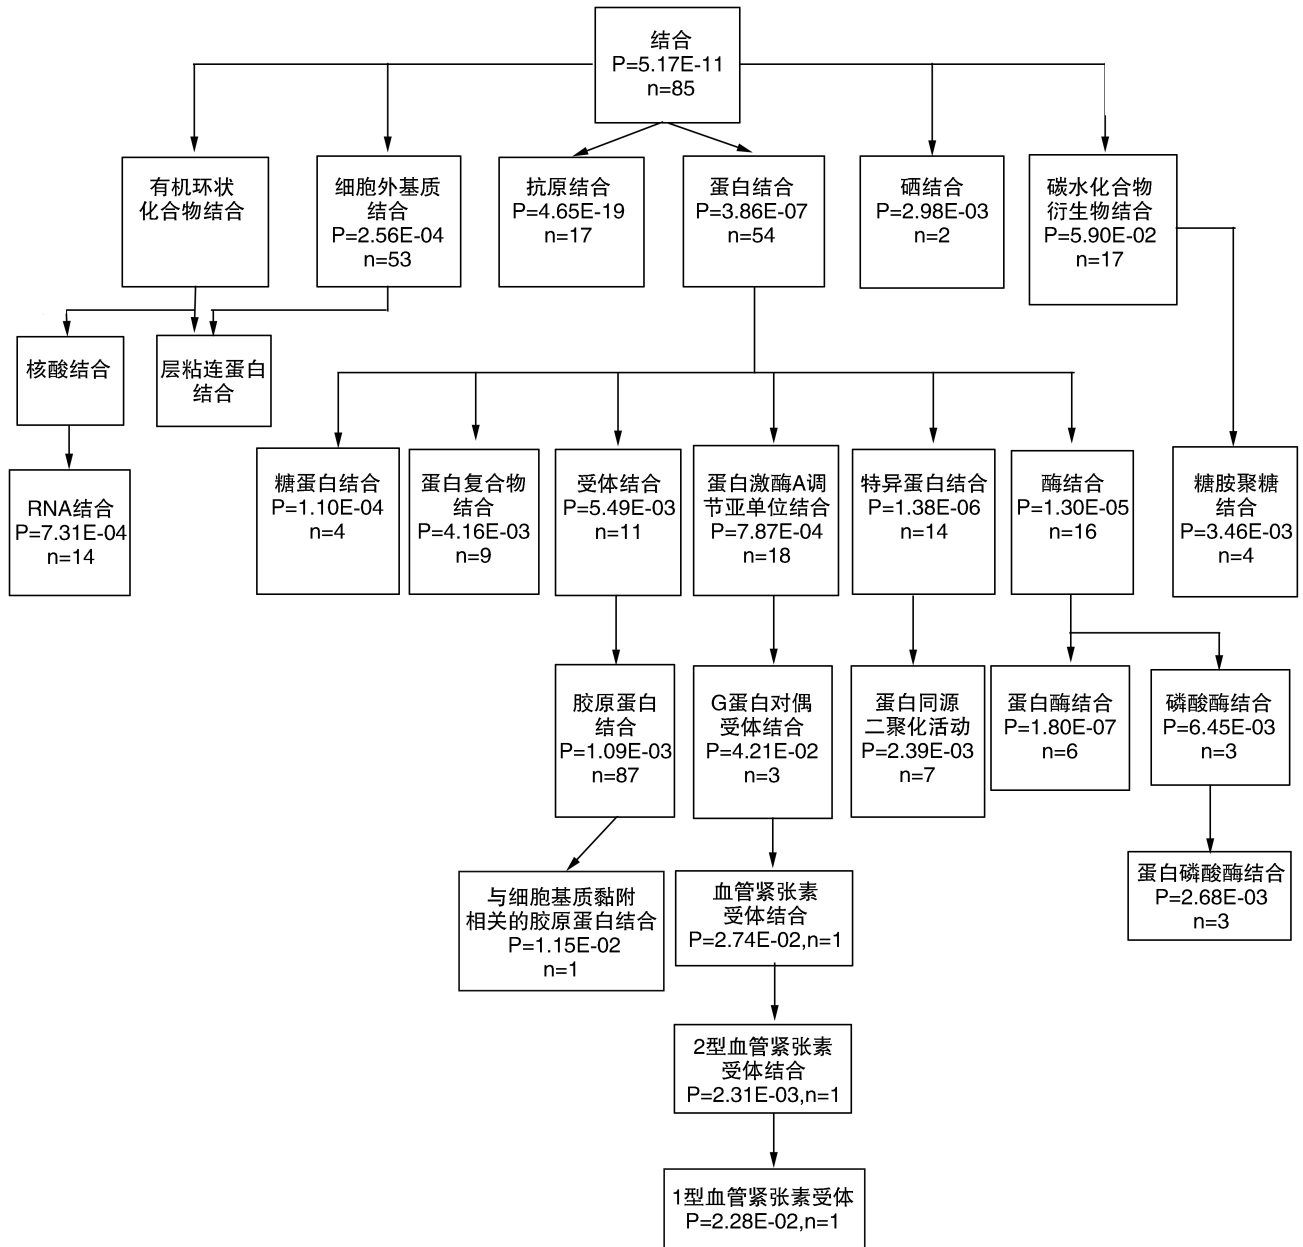 结合
P=5.17E-11
n=85
有机环状
化合物结合
细胞外基质
结合
P=2.56E-04
n=53
抗原结合
P=4.65E-19
n=17
蛋白结合
P=3.86E-07
n=54
硒结合
P=2.98E-03
n=2
碳水化合物
衍生物结合
P=5.90E-02
n=17
核酸结合
层粘连蛋白
结合
RNA结合
P=7.31E-04
n=14
糖蛋白结合
P=1.10E-04
n=4
蛋白复合物
结合
P=4.16E-03
n=9
受体结合
P=5.49E-03
n=11
蛋白激酶A调
节亚单位结合
P=7.87E-04
n=18
特异蛋白结合
P=1.38E-06
n=14
酶结合
P=1.30E-05
n=16
糖胺聚糖
结合
P=3.46E-03
n=4
胶原蛋白
结合
P=1.09E-03
n=87
G蛋白对偶
受体结合
P=4.21E-02
n=3
蛋白同源
二聚化活动
P=2.39E-03
n=7
蛋白酶结合
P=1.80E-07
n=6
磷酸酶结合
P=6.45E-03
n=3
与细胞基质黏附
相关的胶原蛋白结合
P=1.15E-02
n=1
血管紧张素
受体结合
P=2.74E-02,n=1
蛋白磷酸酶结合
P=2.68E-03
n=3
2型血管紧张素
受体结合
P=2.31E-03,n=1
1型血管紧张素受体
P=2.28E-02,n=1